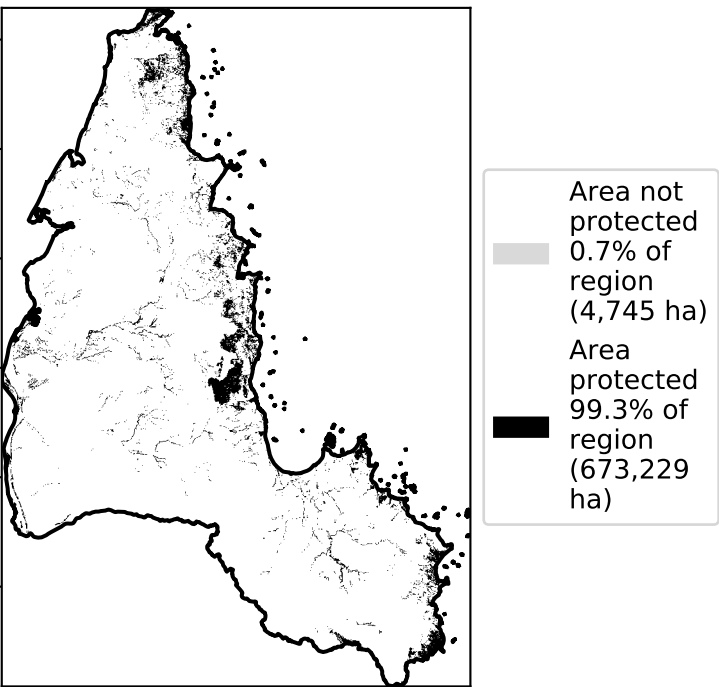 Area not
protected
0.7% of
region
(4,745 ha)
Area
protected
99.3% of
region
(673,229
ha)